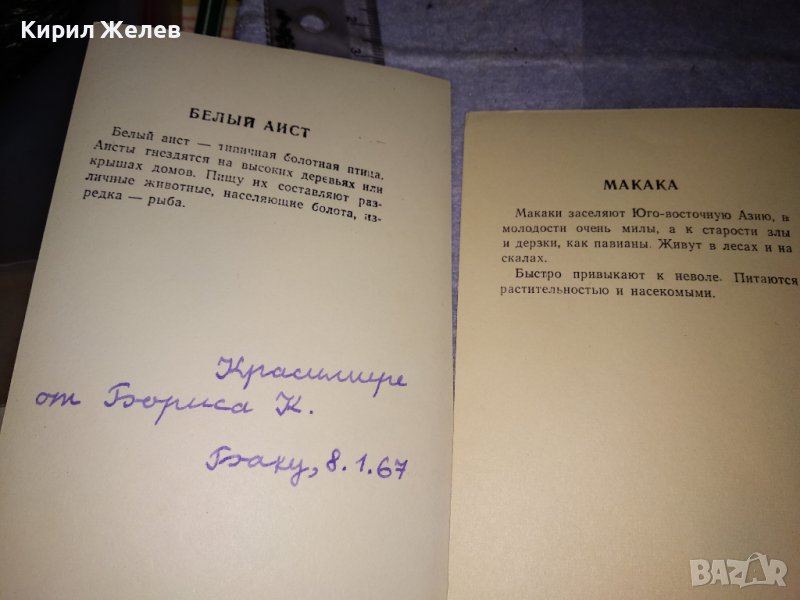 Кирил Желев
БЕЛЫЙ АИСТ
Белый аист — типичная болотная птица.
Аисты гнездятся на высоких деревьях или
крышах домов. Пищу их составляют раз-
личные животные, населяющие болота, из-
редка — рыба.
Красимире
от Бориса К.
Баку, 8.1.67
МАКАКА
Макаки заселяют Юго-восточную Азию, в
молодости очень милы, а к старости злы
и дерзки, как павианы. Живут в лесах и на
скалах.
Быстро привыкают к неволе. Питаются
растительностью и насекомыми.
BAZAR